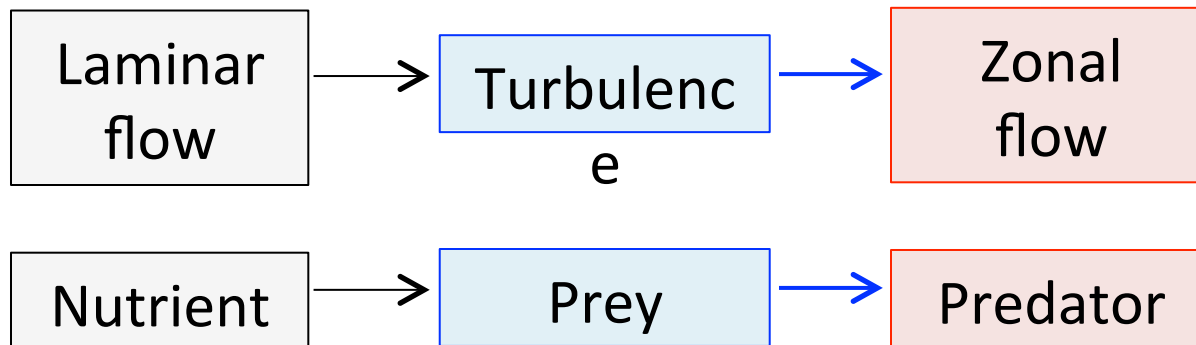 Laminar
flow
Turbulenc
e
Zonal
flow
Nutrient
Prey
Predator